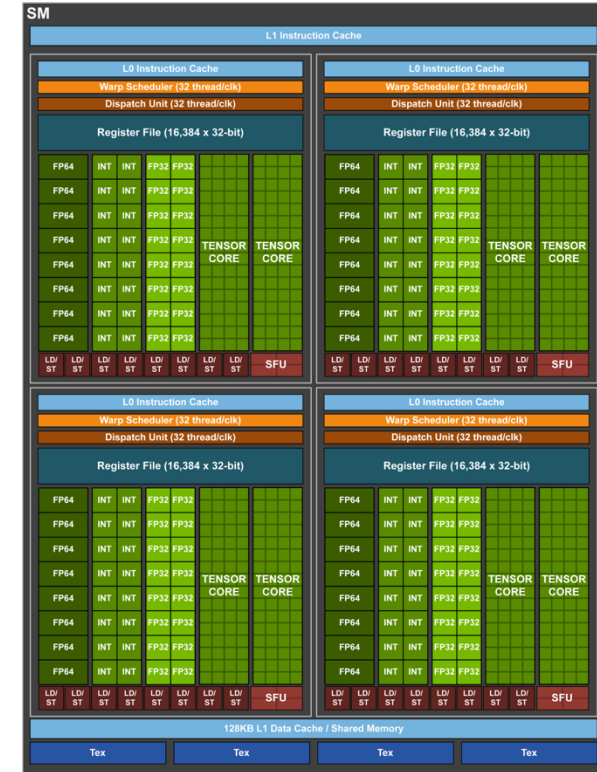 SM
L1 Instruction Cache
L0 Instruction Cache
Warp Scheduler (32 thread/clk)
Dispatch Unit (32 thread/clk)
Register File (16,384 x 32-bit)
FP64 INT INT FP32 FP32
FP64 INT INT FP32 FP32
FP64 INT INT FP32 FP32
FP64 INT INT FP32 FP32
FP64 INT INT FP32 FP32
FP64 INT INT FP32 FP32
FP64 INT INT FP32 FP32
FP64 INT INT FP32 FP32
TENSOR TENSOR
CORE CORE
LD/ LD/ LD/ LD/ LD/ LD/ LD/ LD/
ST ST ST ST ST ST ST ST
SFU
L0 Instruction Cache
Warp Scheduler (32 thread/clk)
Dispatch Unit (32 thread/clk)
Register File (16,384 x 32-bit)
FP64 INT INT FP32 FP32
FP64 INT INT FP32 FP32
FP64 INT INT FP32 FP32
FP64 INT INT FP32 FP32
FP64 INT INT FP32 FP32
FP64 INT INT FP32 FP32
FP64 INT INT FP32 FP32
FP64 INT INT FP32 FP32
TENSOR TENSOR
CORE CORE
LD/ LD/ LD/ LD/ LD/ LD/ LD/ LD/
ST ST ST ST ST ST ST ST
SFU
L0 Instruction Cache
Warp Scheduler (32 thread/clk)
Dispatch Unit (32 thread/clk)
Register File (16,384 x 32-bit)
FP64 INT INT FP32 FP32
FP64 INT INT FP32 FP32
FP64 INT INT FP32 FP32
FP64 INT INT FP32 FP32
FP64 INT INT FP32 FP32
FP64 INT INT FP32 FP32
FP64 INT INT FP32 FP32
FP64 INT INT FP32 FP32
TENSOR TENSOR
CORE CORE
LD/ LD/ LD/ LD/ LD/ LD/ LD/ LD/
ST ST ST ST ST ST ST ST
SFU
L0 Instruction Cache
Warp Scheduler (32 thread/clk)
Dispatch Unit (32 thread/clk)
Register File (16,384 x 32-bit)
FP64 INT INT FP32 FP32
FP64 INT INT FP32 FP32
FP64 INT INT FP32 FP32
FP64 INT INT FP32 FP32
FP64 INT INT FP32 FP32
FP64 INT INT FP32 FP32
FP64 INT INT FP32 FP32
FP64 INT INT FP32 FP32
TENSOR TENSOR
CORE CORE
LD/ LD/ LD/ LD/ LD/ LD/ LD/ LD/
ST ST ST ST ST ST ST ST
SFU
128KB L1 Data Cache / Shared Memory
Tex Tex Tex Tex